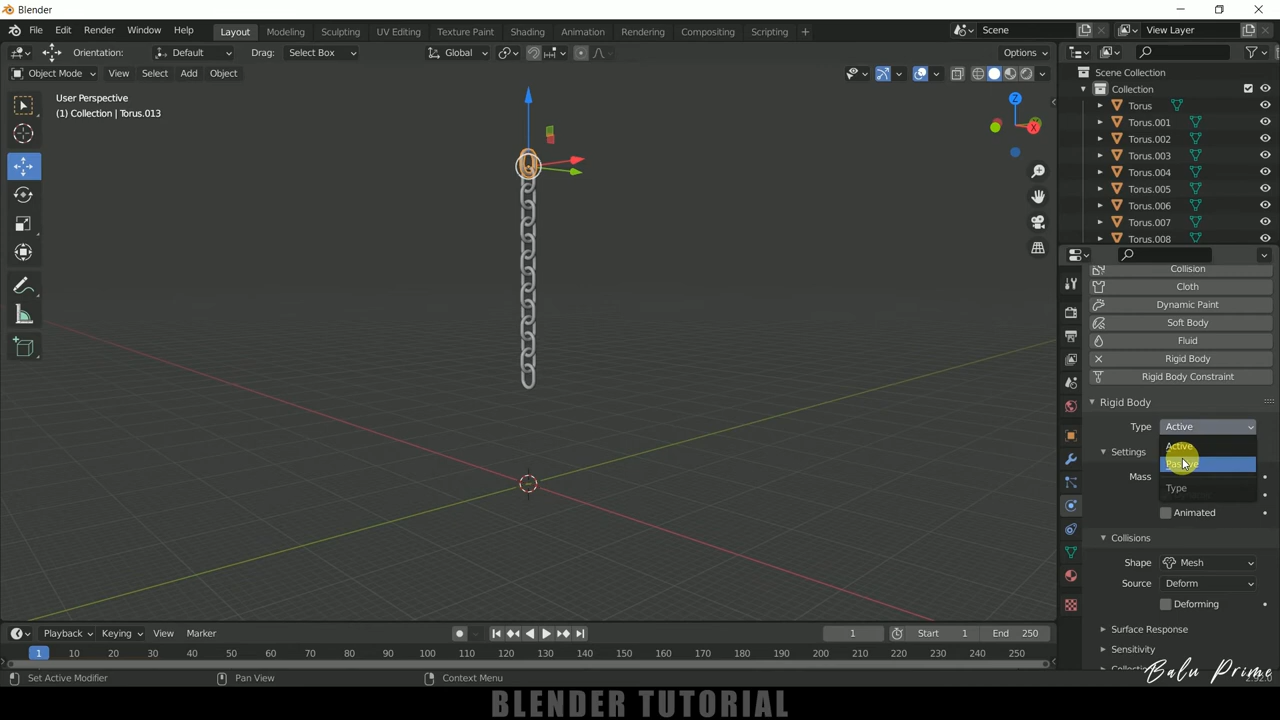 Blender
File Edit Render Window Help Layout Modeling Sculpting UV Editing Texture Paint Shading Animation Rendering Compositing Scripting + Scene View Layer
Orientation: Default Drag: Select Box Global Options
Object Mode View Select Add Object
User Perspective
(1) Collection | Torus.013
Z
X
Scene Collection
Collection
Torus
Torus.001
Torus.002
Torus.003
Torus.004
Torus.005
Torus.006
Torus.007
Torus.008
Collision
Cloth
Dynamic Paint
Soft Body
Fluid
Rigid Body
Rigid Body Constraint
Rigid Body
Type Active
Active
Settings
Passive
Mass
Type
Animated
Collisions
Shape Mesh
Source Deform
Deforming
Surface Response
Sensitivity
Playback Keying View Marker 1 Start 1 End 250
1 10 20 30 40 50 60 70 80 90 100 110 120 130 140 150 160 170 180 190 200 210 220 230 240 250
Set Active Modifier Pan View Context Menu 2.92.0
Balu Prime
BLENDER TUTORIAL